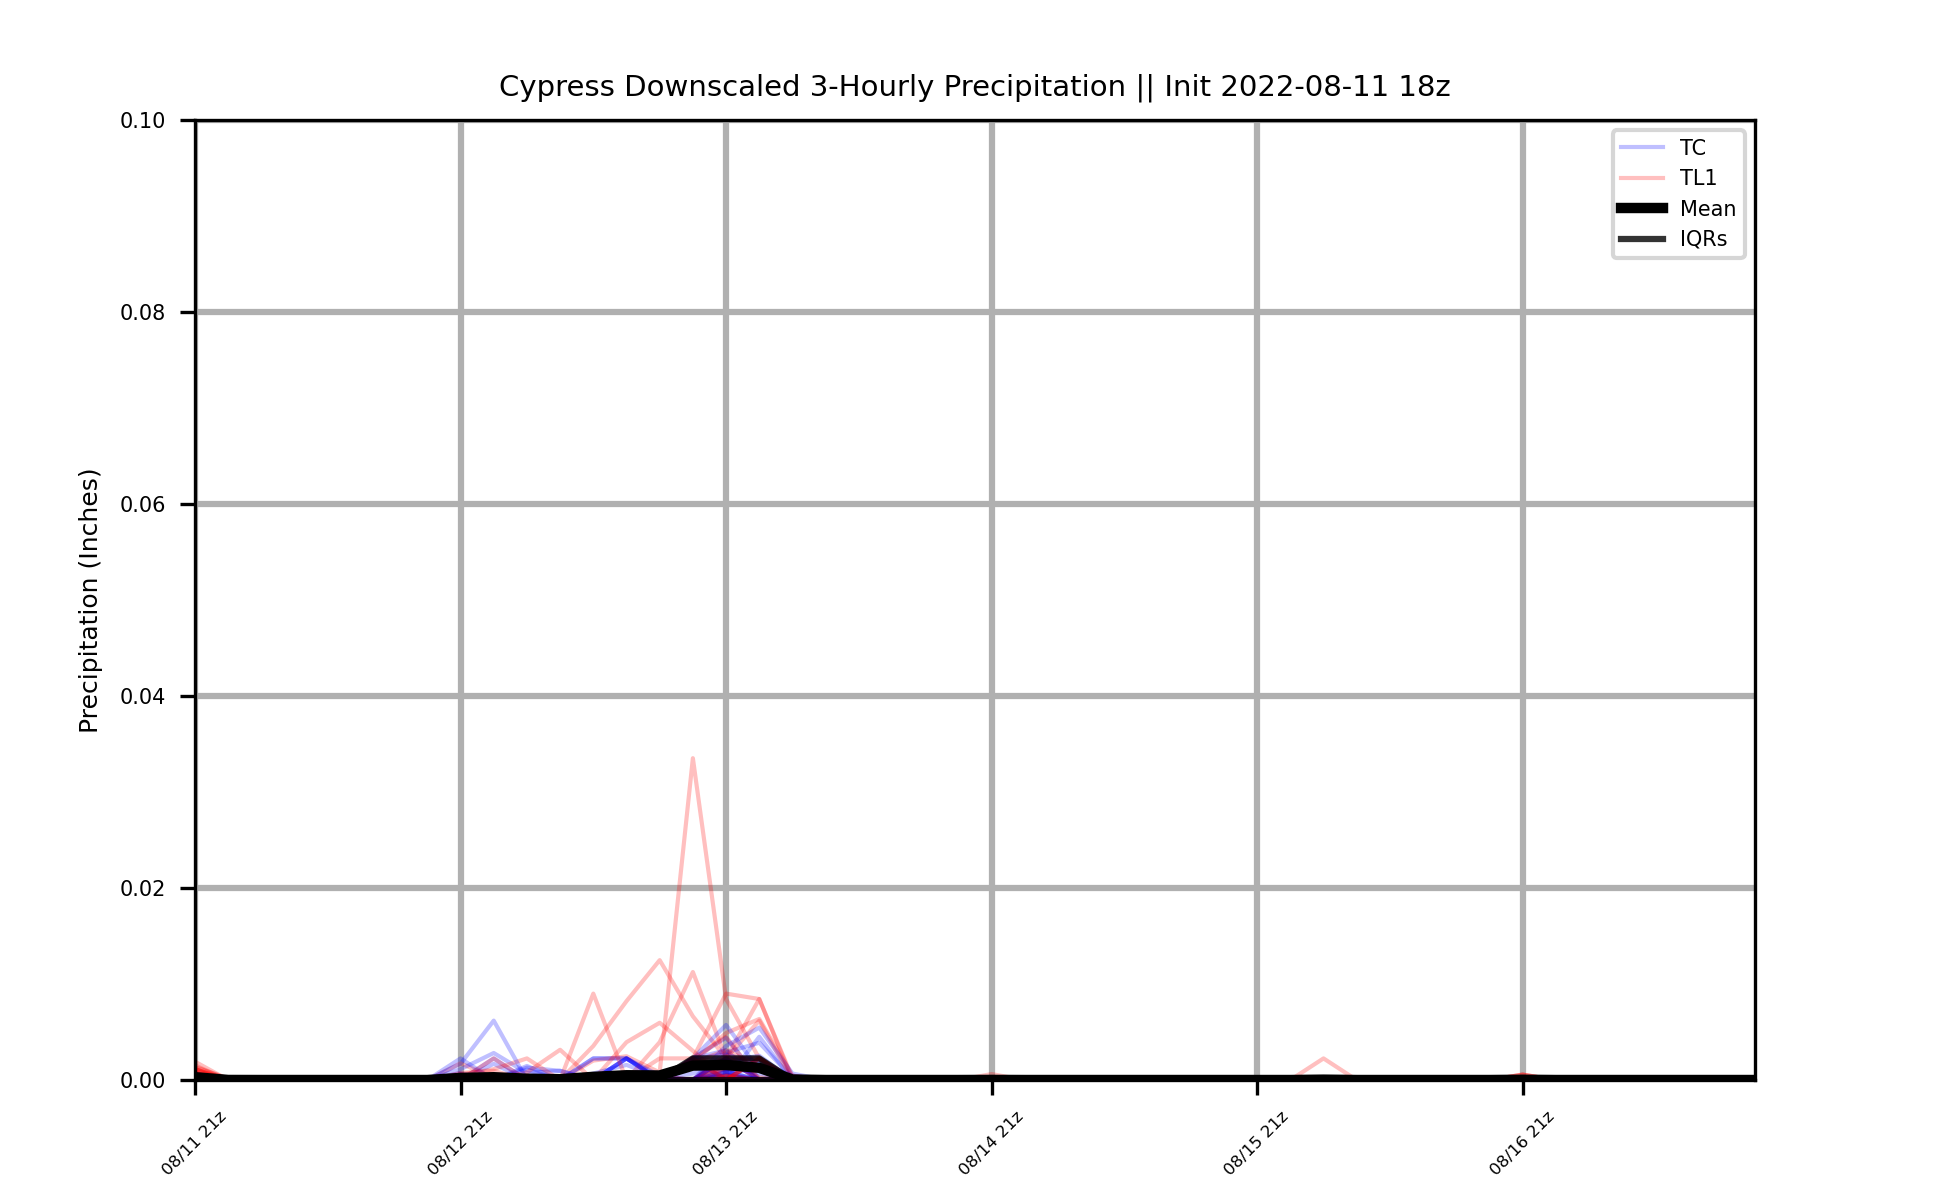 Cypress Downscaled 3-Hourly Precipitation || Init 2022-08-11 18z
Precipitation (Inches)
0.10
0.08
0.06
0.04
0.02
0.00
TC
TL1
Mean
IQRs
08/11 21z
08/12 21z
08/13 21z
08/14 21z
08/15 21z
08/16 21z